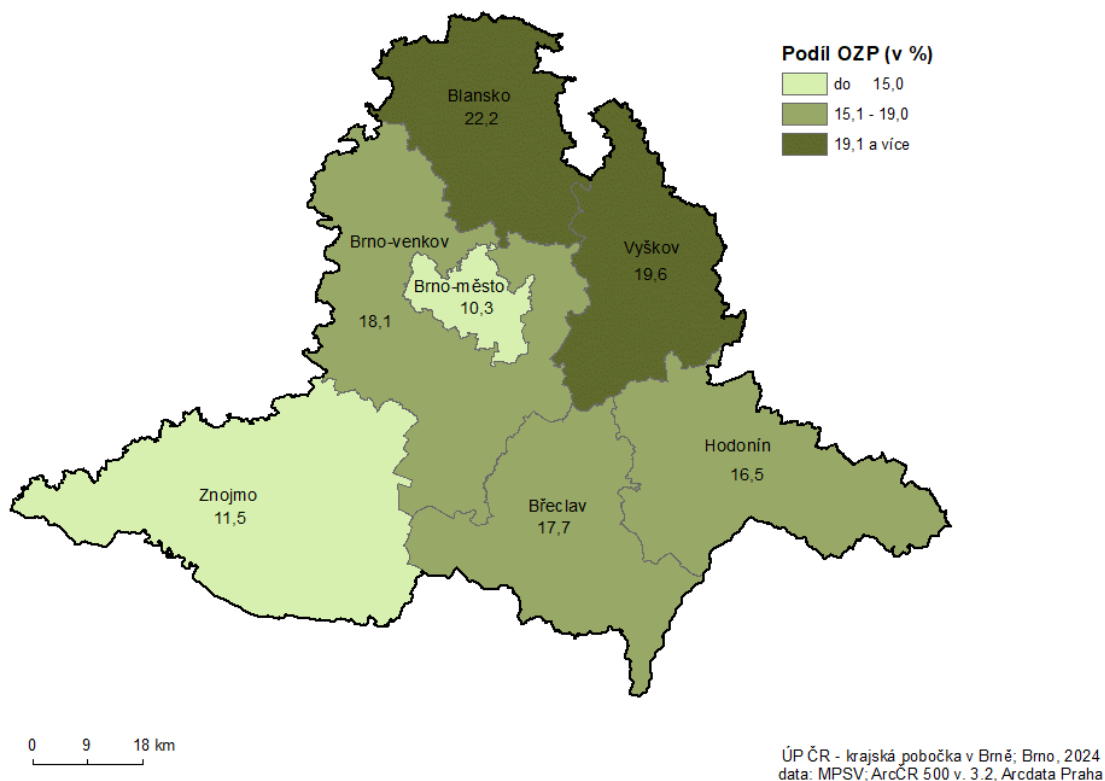 Podíl OZP (v %)
do 15,0
15,1 - 19,0
19,1 a více
Blansko
22,2
Brno-venkov
18,1
Brno-město
10,3
Vyškov
19,6
Hodonín
16,5
Znojmo
11,5
Břeclav
17,7
0 9 18 km
ÚP ČR - krajská pobočka v Brně; Brno, 2024
data: MPSV; ArcČR 500 v. 3.2, Arcdata Praha